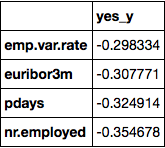 yes_y
emp.var.rate -0.298334
euribor3m -0.307771
pdays -0.324914
nr.employed -0.354678